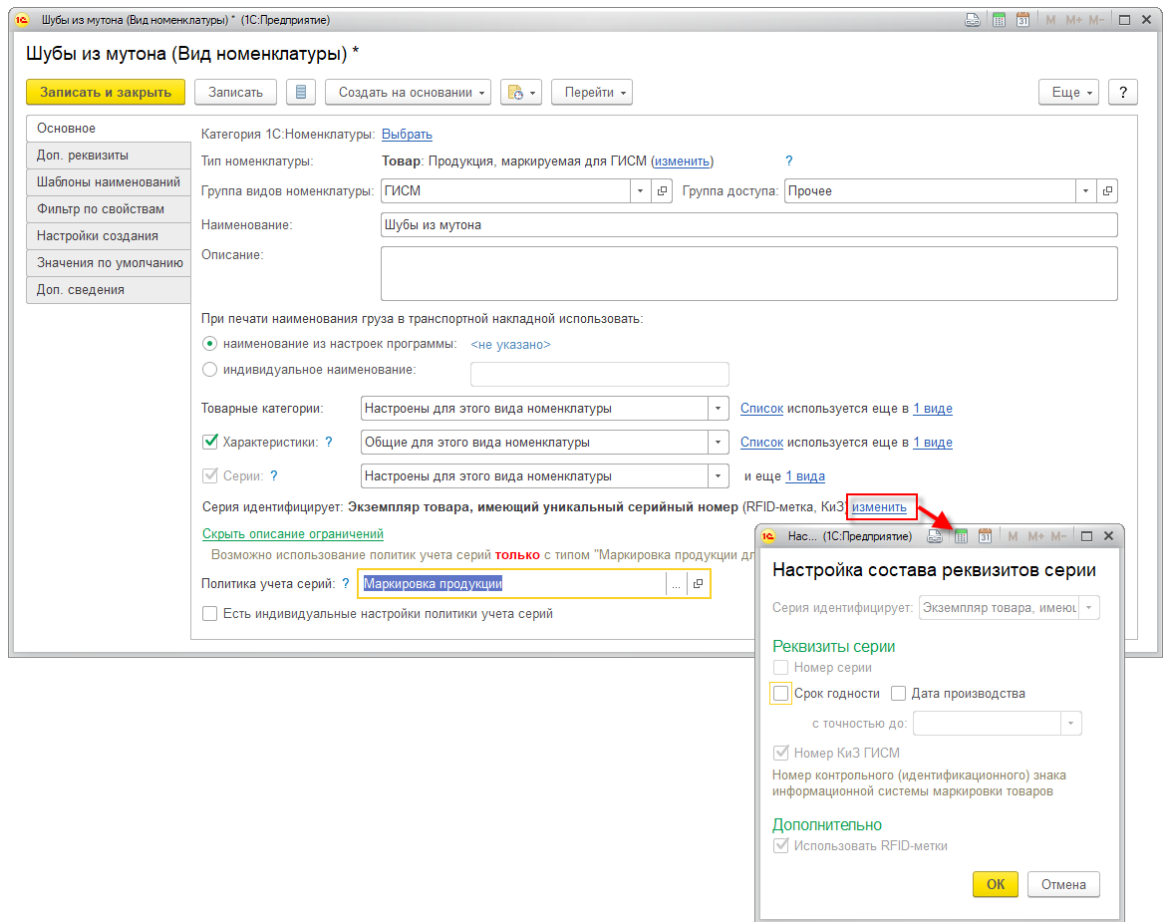 Шубы из мутона (Вид номенклатуры) * (1С:Предприятие)
31 M M+ M-
Шубы из мутона (Вид номенклатуры) *
Записать и закрыть Записать Создать на основании Перейти Еще ?
Основное
Доп. реквизиты
Шаблоны наименований
Фильтр по свойствам
Настройки создания
Значения по умолчанию
Доп. сведения
Категория 1С:Номенклатуры: Выбрать
Тип номенклатуры: Товар: Продукция, маркируемая для ГИСМ (изменить) ?
Группа видов номенклатуры: ГИСМ Группа доступа: Прочее
Наименование: Шубы из мутона
Описание:
При печати наименования груза в транспортной накладной использовать:
наименование из настроек программы: <не указано>
индивидуальное наименование:
Товарные категории: Настроены для этого вида номенклатуры Список используется еще в 1 виде
Характеристики: ? Общие для этого вида номенклатуры Список используется еще в 1 виде
Серии: ? Настроены для этого вида номенклатуры и еще 1 вида
Серия идентифицирует: Экземпляр товара, имеющий уникальный серийный номер (RFID-метка, КиЗ) изменить
Скрыть описание ограничений
Возможно использование политик учета серий только с типом "Маркировка продукции дл
Политика учета серий: ? Маркировка продукции ...
Есть индивидуальные настройки политики учета серий
Нас... (1С:Предприятие) 31 M M+ M-
Настройка состава реквизитов серии
Серия идентифицирует: Экземпляр товара, имеющ
Реквизиты серии
Номер серии
Срок годности Дата производства
с точностью до:
Номер КиЗ ГИСМ
Номер контрольного (идентификационного) знака
информационной системы маркировки товаров
Дополнительно
Использовать RFID-метки
ОК Отмена